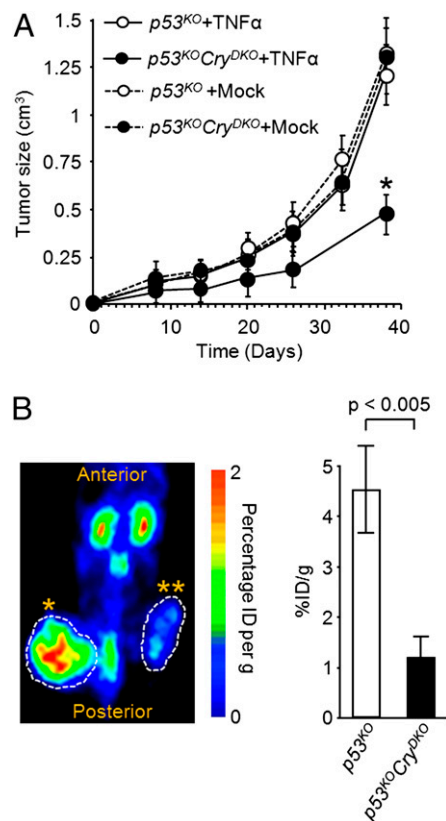 A
Tumor size (cm³)
1.5
1.25
1
0.75
0.5
0.25
0
p53ᴷᴼ+TNFα
p53ᴷᴼCryᴰᴷᴼ+TNFα
p53ᴷᴼ +Mock
p53ᴷᴼCryᴰᴷᴼ+Mock
*
0 10 20 30 40
Time (Days)
B
Anterior
*
**
Posterior
2
Percentage ID per g
0
p < 0.005
%ID/g
5
4
3
2
1
0
p53ᴷᴼ
p53ᴷᴼCryᴰᴷᴼ